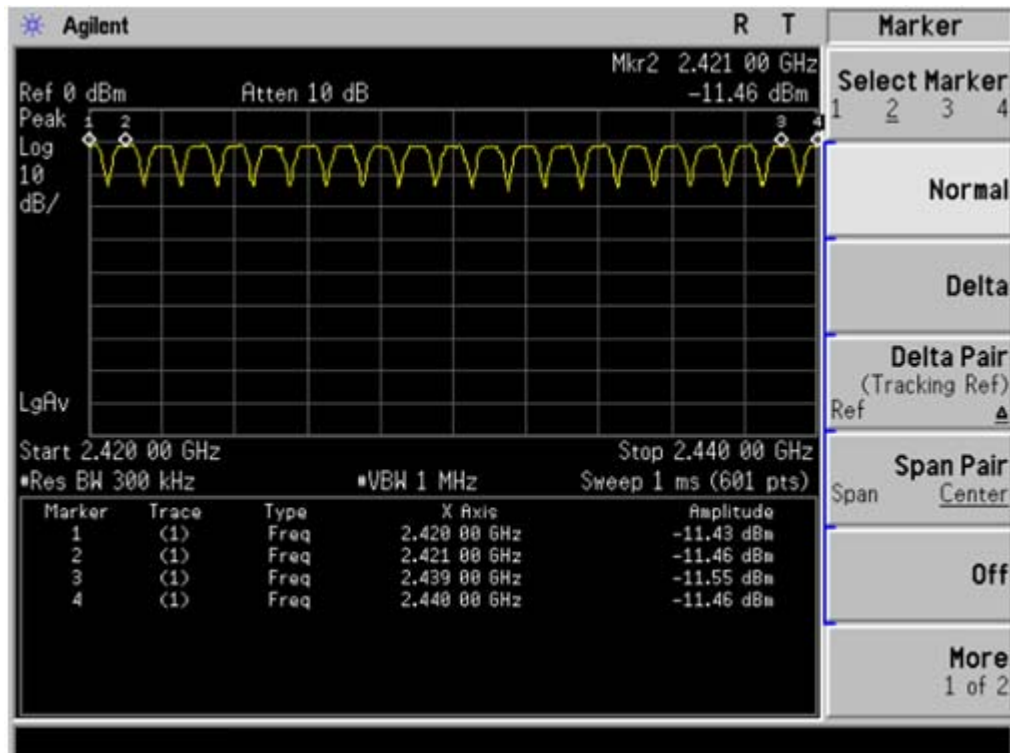 Agilent
R T
Mkr2 2.421 00 GHz
Ref 0 dBm Atten 10 dB -11.46 dBm
Peak
Log
10
dB/
1 2 3 4
LgAv
Start 2.420 00 GHz Stop 2.440 00 GHz
*Res BW 300 kHz *VBW 1 MHz Sweep 1 ms (601 pts)
Marker Trace Type X Axis Amplitude
1 (1) Freq 2.420 00 GHz -11.43 dBm
2 (1) Freq 2.421 00 GHz -11.46 dBm
3 (1) Freq 2.439 00 GHz -11.55 dBm
4 (1) Freq 2.440 00 GHz -11.46 dBm
Marker
Select Marker
1 2 3 4
Normal
Delta
Delta Pair
(Tracking Ref)
Ref Δ
Span Pair
Span Center
Off
More
1 of 2